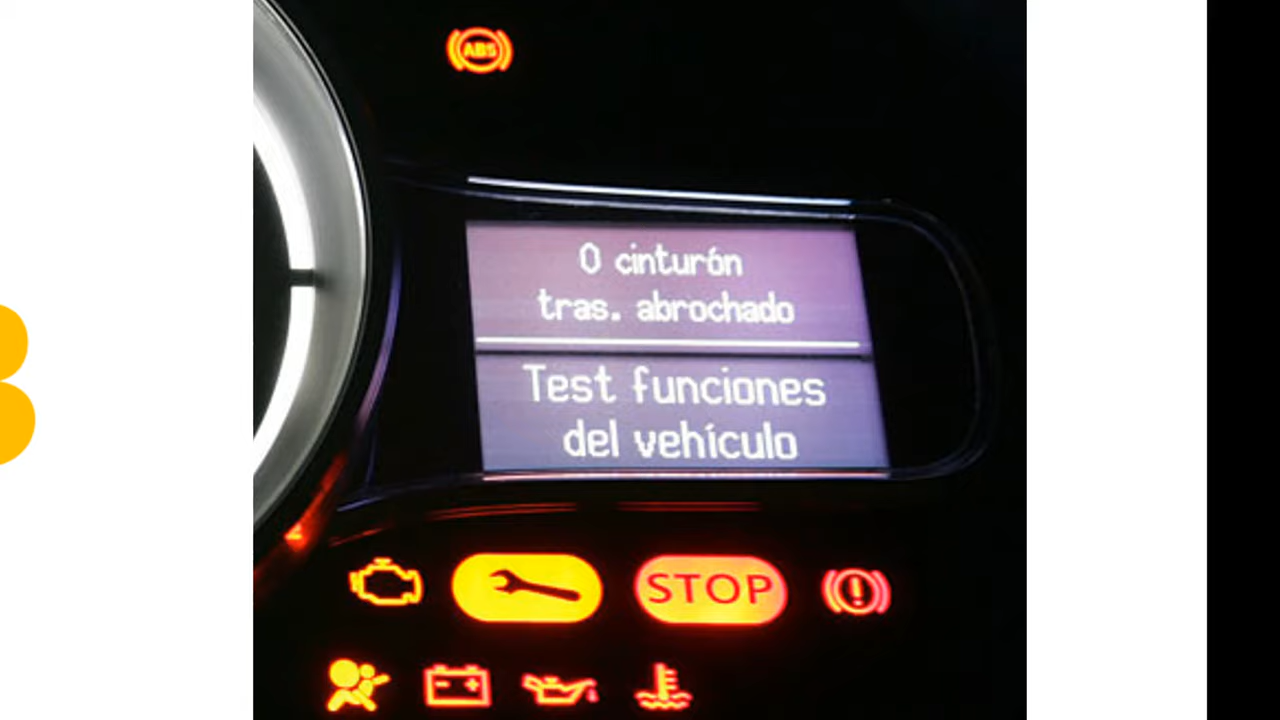 ABS
0 cinturón
tras. abrochado
Test funciones
del vehículo
STOP